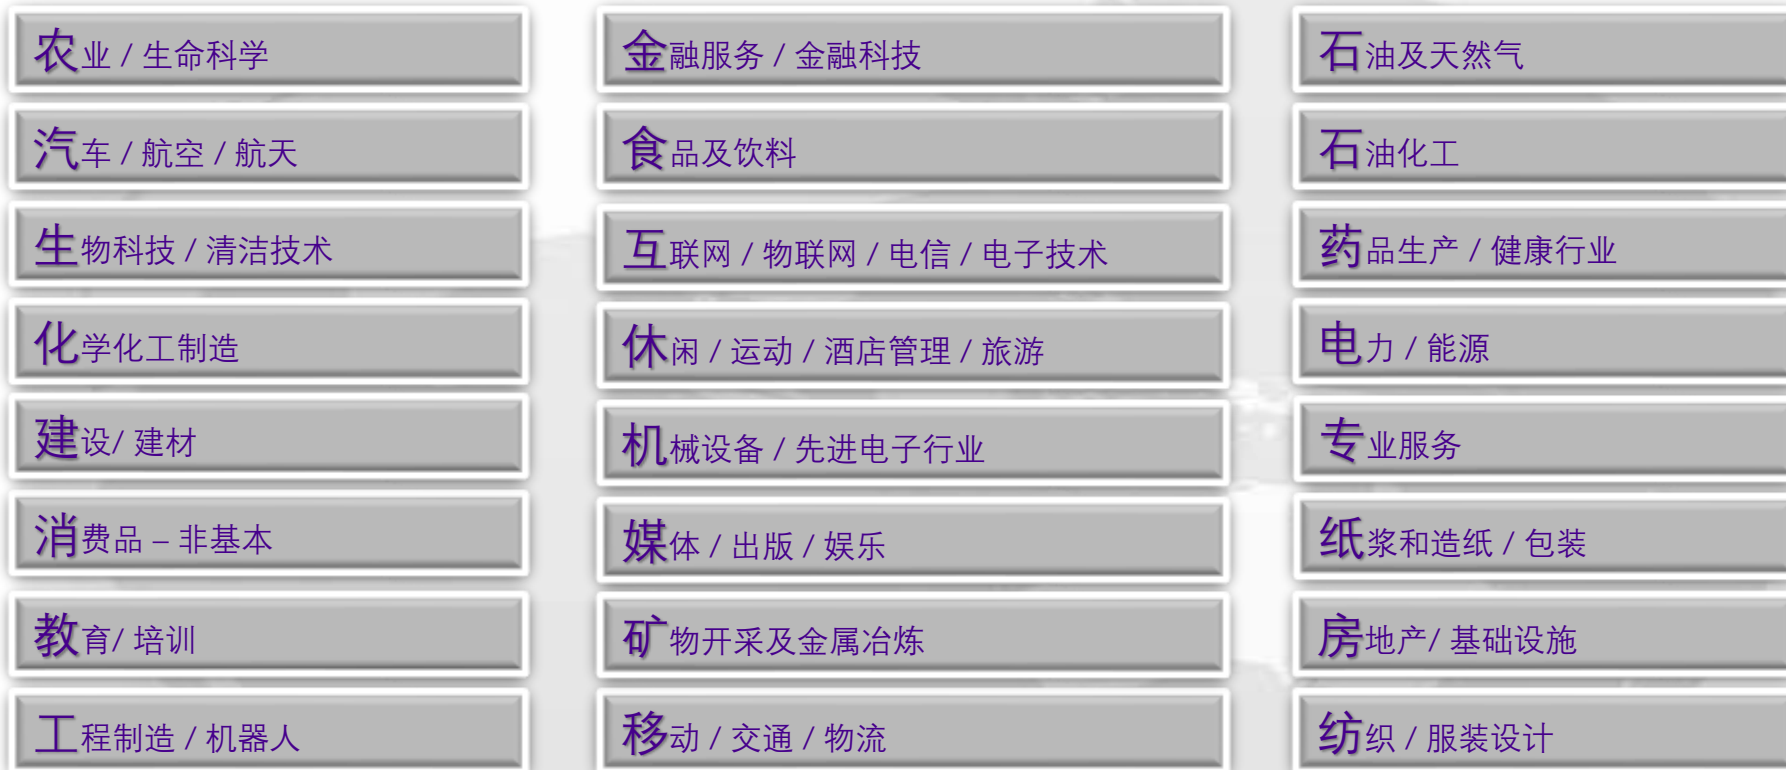 农业 / 生命科学
汽车 / 航空 / 航天
生物科技 / 清洁技术
化学化工制造
建设/ 建材
消费品 – 非基本
教育/ 培训
工程制造 / 机器人
金融服务 / 金融科技
食品及饮料
互联网 / 物联网 / 电信 / 电子技术
休闲 / 运动 / 酒店管理 / 旅游
机械设备 / 先进电子行业
媒体 / 出版 / 娱乐
矿物开采及金属冶炼
移动 / 交通 / 物流
石油及天然气
石油化工
药品生产 / 健康行业
电力 / 能源
专业服务
纸浆和造纸 / 包装
房地产/ 基础设施
纺织 / 服装设计